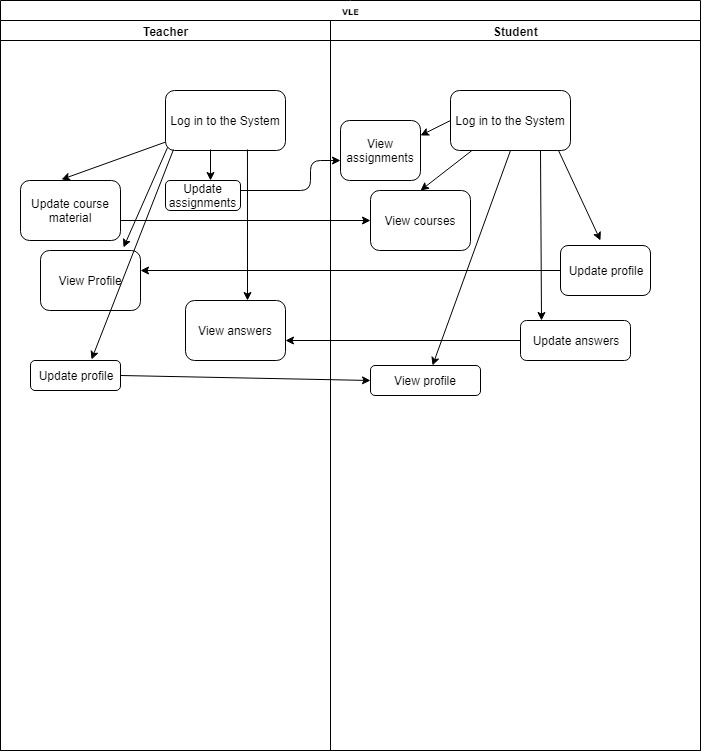 VLE
Teacher
Student
Log in to the System
Log in to the System
View
assignments
Update
assignments
Update course
material
View courses
View Profile
Update profile
View answers
Update answers
Update profile
View profile